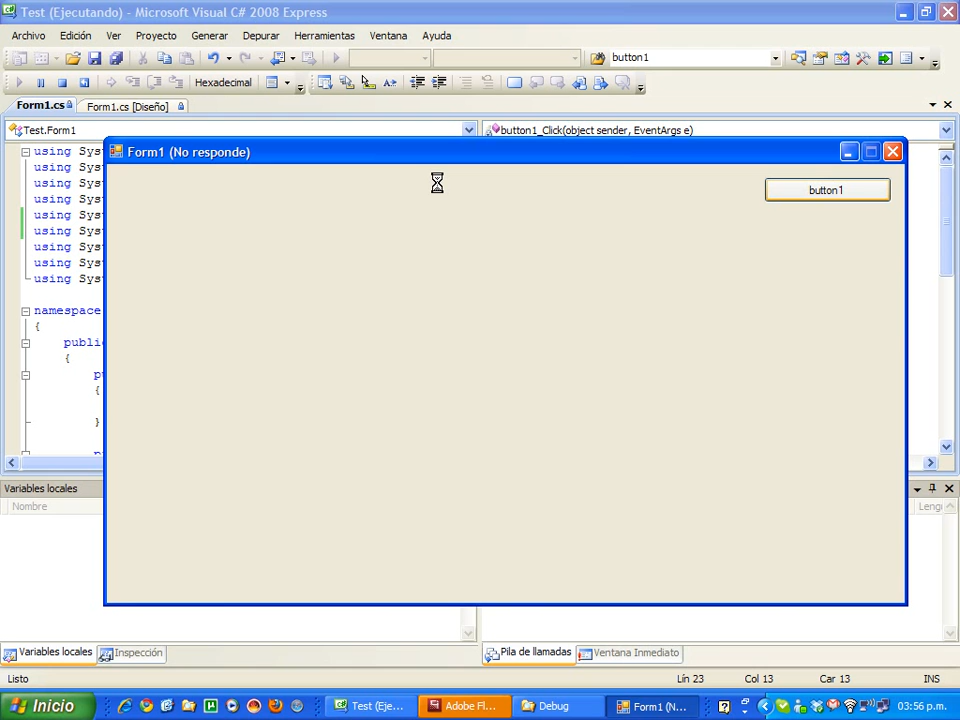 Test (Ejecutando) - Microsoft Visual C# 2008 Express
Archivo Edición Ver Proyecto Generar Depurar Herramientas Ventana Ayuda
button1
Hexadecimal
Form1.cs Form1.cs [Diseño]
Test.Form1 button1_Click(object sender, EventArgs e)
using Sys
Form1 (No responde)
using Sys
using Sys
button1
using Sys
using Sys
using Sys
using Sys
using Sys
using Sys
namespace
{
public
{
pu
{
}
Variables locales
Nombre Lengu
Variables locales Inspección Pila de llamadas Ventana Inmediato
Listo Lín 23 Col 13 Car 13 INS
Inicio Test (Eje... Adobe Fl... Debug Form1 (N... 03:56 p.m.